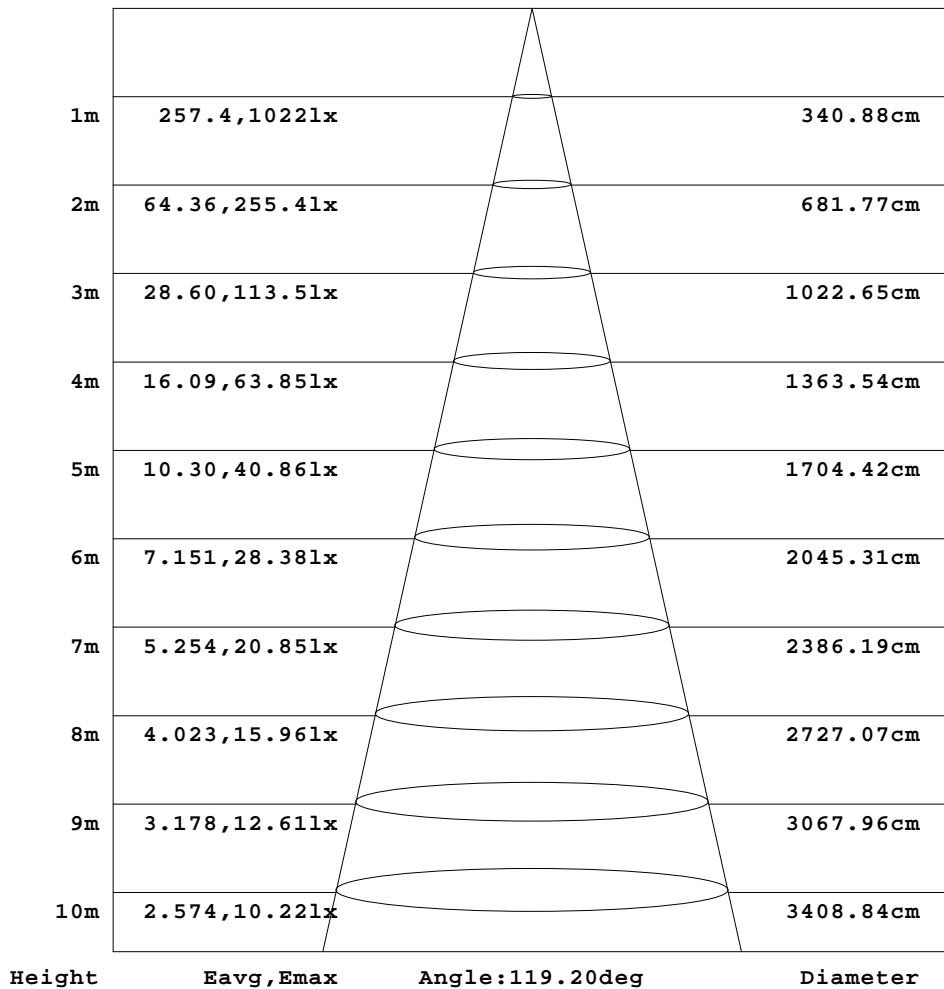 1m 257.4,1022lx 340.88cm
2m 64.36,255.4lx 681.77cm
3m 28.60,113.5lx 1022.65cm
4m 16.09,63.85lx 1363.54cm
5m 10.30,40.86lx 1704.42cm
6m 7.151,28.38lx 2045.31cm
7m 5.254,20.85lx 2386.19cm
8m 4.023,15.96lx 2727.07cm
9m 3.178,12.61lx 3067.96cm
10m 2.574,10.22lx 3408.84cm
Height Eavg,Emax Angle:119.20deg Diameter